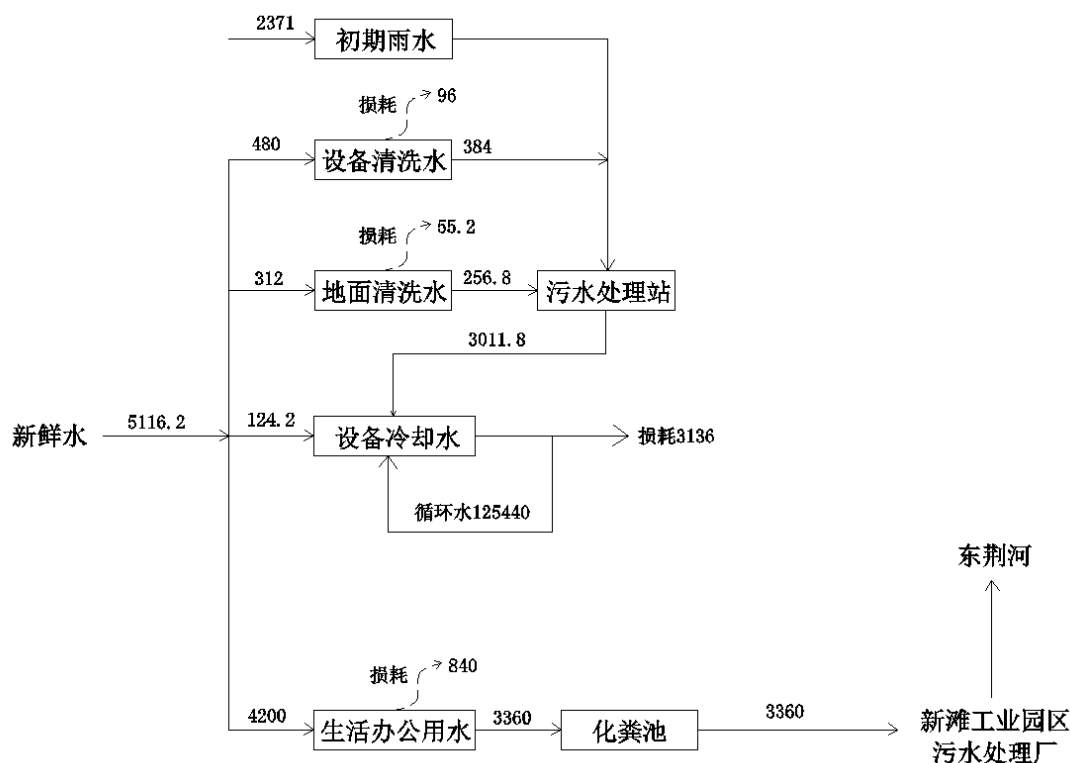 2371
初期雨水
损耗
96
480
设备清洗水
384
损耗
55.2
312
地面清洗水
256.8
污水处理站
3011.8
新鲜水
5116.2
124.2
设备冷却水
损耗3136
循环水125440
东荆河
损耗
840
4200
生活办公用水
3360
化粪池
3360
新滩工业园区
污水处理厂